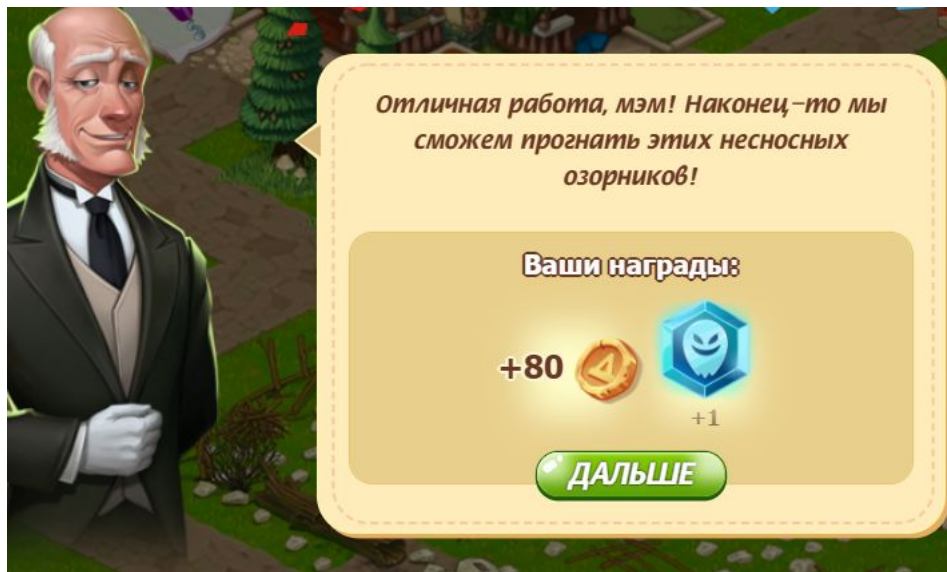 Отличная работа, мэм! Наконец-то мы
сможем прогнать этих несносных
озорников!
Ваши награды:
+80
+1
ДАЛЬШЕ